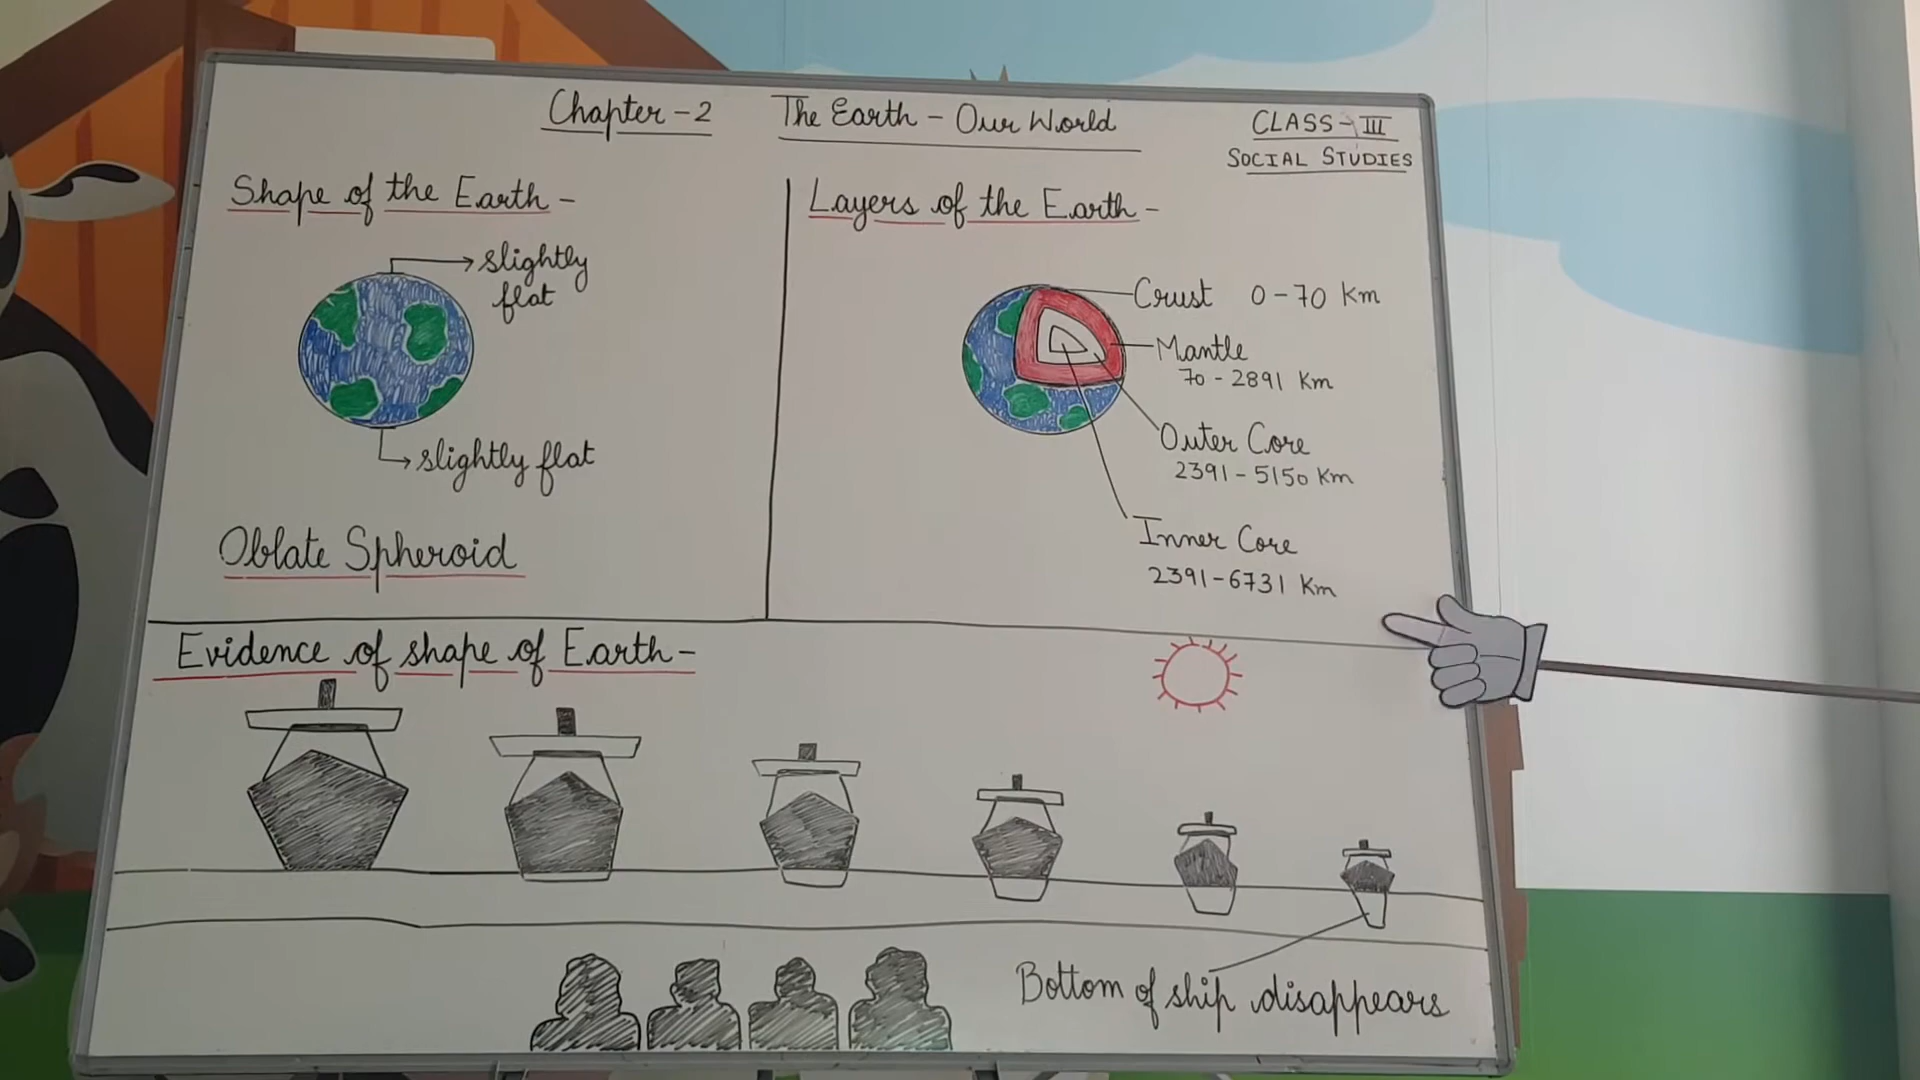 Chapter - 2 The Earth - Our World
CLASS - III
SOCIAL STUDIES
Shape of the Earth -
slightly
flat
slightly flat
Oblate Spheroid
Layers of the Earth -
Crust 0 - 70 Km
Mantle
70 - 2891 Km
Outer Core
2391 - 5150 Km
Inner Core
2391 - 6731 Km
Evidence of shape of Earth -
Bottom of ship disappears